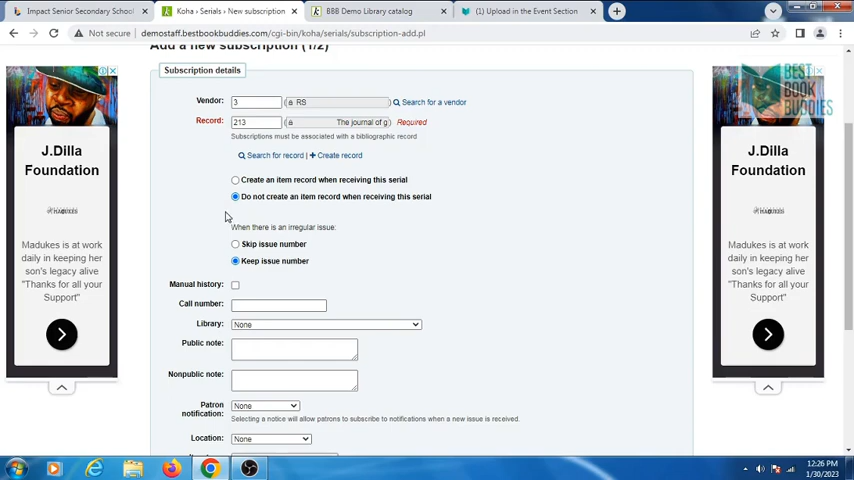 Impact Senior Secondary School
Koha › Serials › New subscription
BBB Demo Library catalog
(1) Upload in the Event Section
Not secure
demostaff.bestbookbuddies.com/cgi-bin/koha/serials/subscription-add.pl
Add a new subscription (1/2)
Subscription details
Vendor: 3 ( RS ) Search for a vendor
Record: 213 ( The journal of g) Required
Subscriptions must be associated with a bibliographic record
Search for record | + Create record
Create an item record when receiving this serial
Do not create an item record when receiving this serial
When there is an irregular issue:
Skip issue number
Keep issue number
Manual history:
Call number:
Library: None
Public note:
Nonpublic note:
Patron notification: None
Selecting a notice will allow patrons to subscribe to notifications when a new issue is received.
Location: None
J.Dilla
Foundation
Madukes is at work
daily in keeping her
son's legacy alive
"Thanks for all your
Support"
BEST
BOOK
BUDDIES
J.Dilla
Foundation
Madukes is at work
daily in keeping her
son's legacy alive
"Thanks for all your
Support"
12:26 PM
1/30/2023